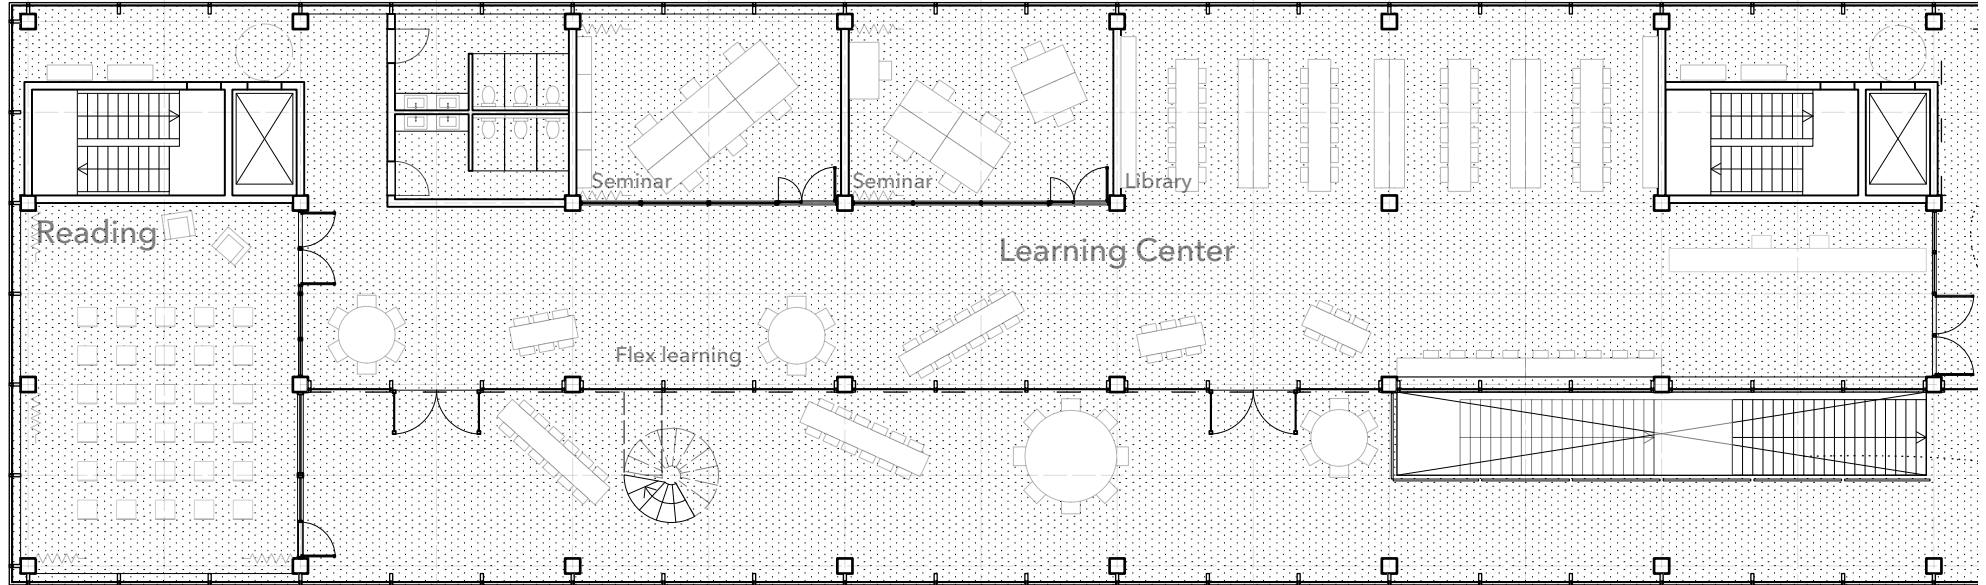 Seminar
Seminar
Library
Reading
Learning Center
Flex learning